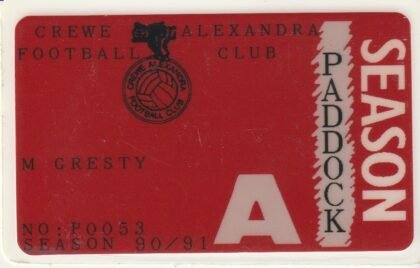 CREWE ALEXANDRA
FOOTBALL CLUB
CREWE ALEXANDRA
FOOTBALL CLUB
M GRESTY
NO:P0053
SEASON 90/91
A
PADDOCK
SEASON